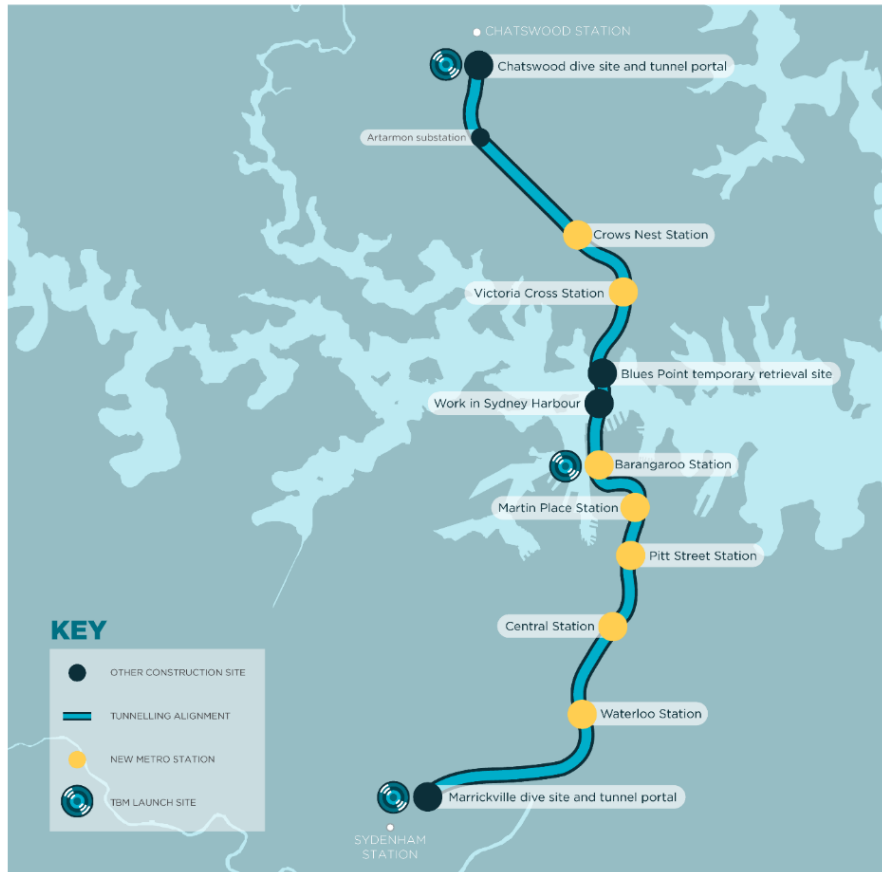 CHATSWOOD STATION
Chatswood dive site and tunnel portal
Artarmon substation
Crows Nest Station
Victoria Cross Station
Blues Point temporary retrieval site
Work in Sydney Harbour
Barangaroo Station
Martin Place Station
Pitt Street Station
Central Station
Waterloo Station
Marrickville dive site and tunnel portal
SYDENHAM
STATION
KEY
OTHER CONSTRUCTION SITE
TUNNELLING ALIGNMENT
NEW METRO STATION
TBM LAUNCH SITE